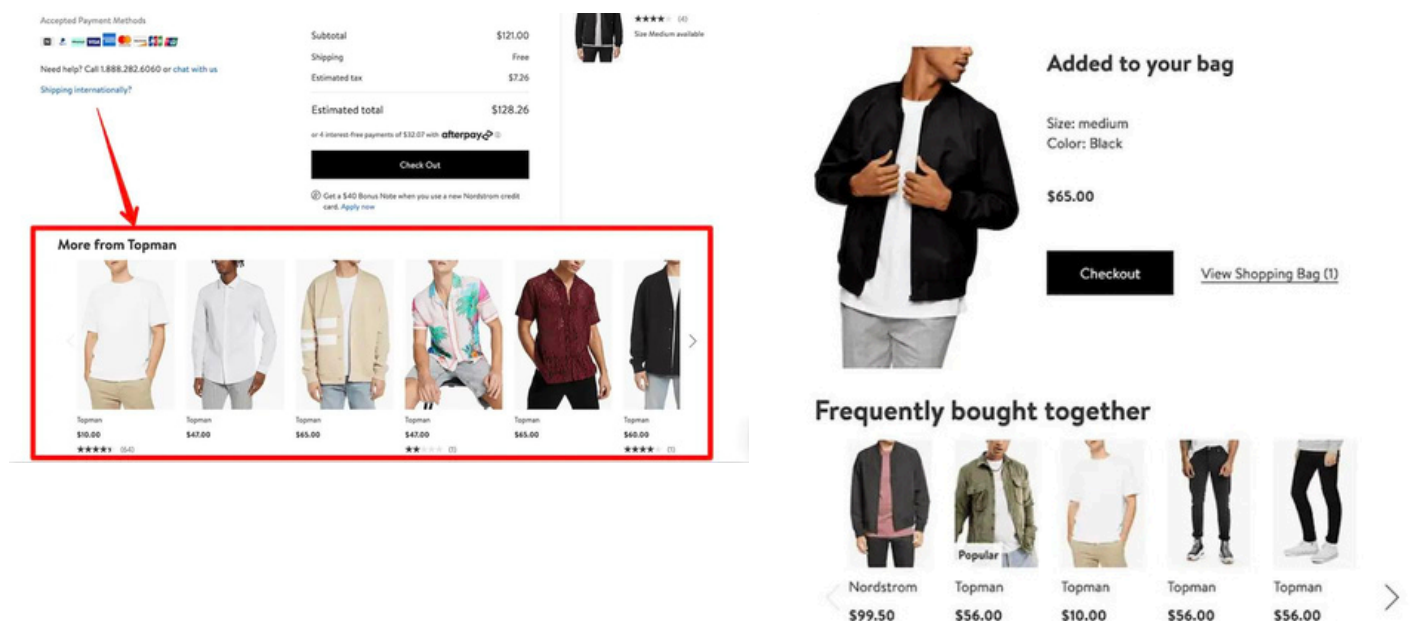 Accepted Payment Methods
Need help? Call 1.888.282.6060 or chat with us
Shipping internationally?
Subtotal $121.00
Shipping Free
Estimated tax $7.26
Estimated total $128.26
or 4 interest-free payments of $32.07 with afterpay
Check Out
Get a $40 Bonus Note when you use a new Nordstrom credit
card. Apply now
(4)
Size Medium available
More from Topman
Topman Topman Topman Topman Topman Topman
$10.00 $47.00 $65.00 $47.00 $65.00 $60.00
(64) (1) (1)
Added to your bag
Size: medium
Color: Black
$65.00
Checkout View Shopping Bag (1)
Frequently bought together
Popular
Nordstrom Topman Topman Topman Topman
$99.50 $56.00 $10.00 $56.00 $56.00